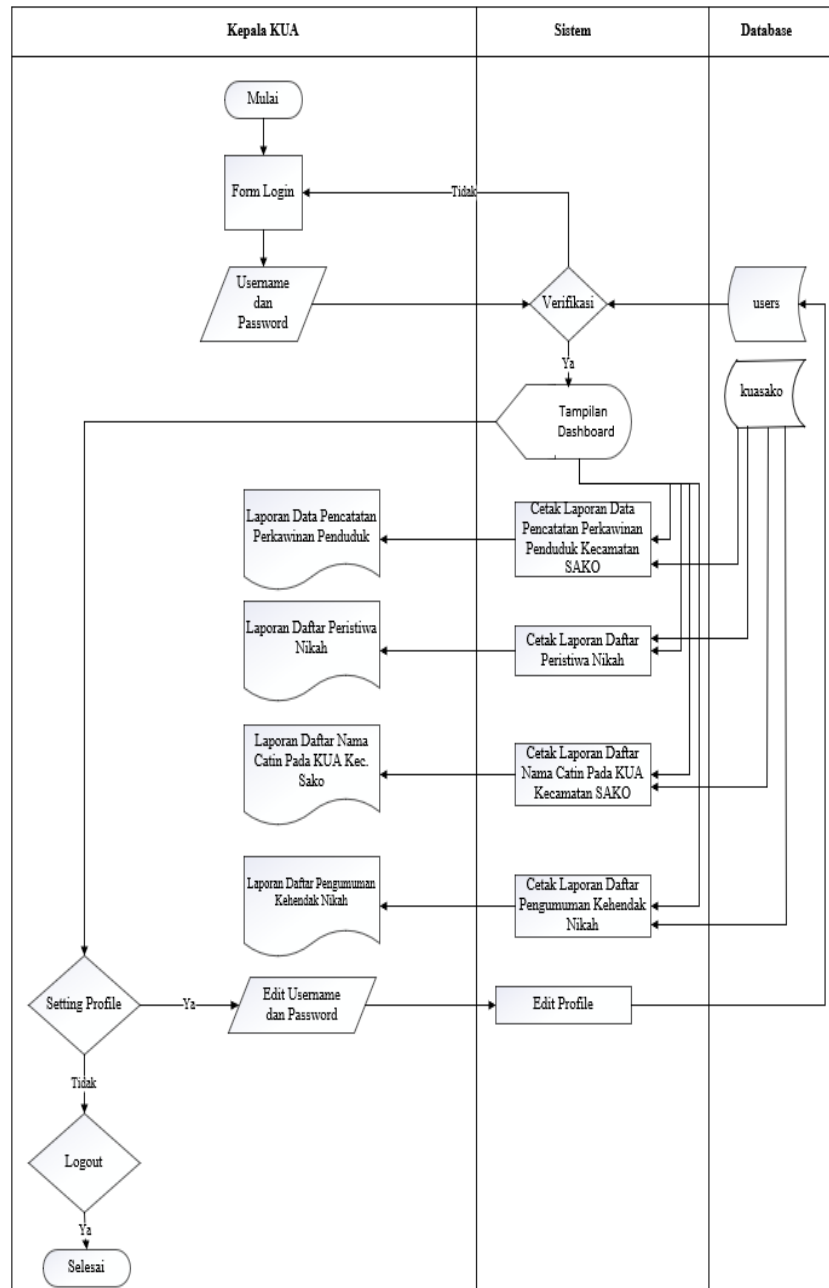 Kepala KUA
Sistem
Database
Mulai
Form Login
Tidak
Username
dan
Password
Verifikasi
users
Ya
kuasako
Tampilan
Dashboard
Laporan Data Pencatatan
Perkawinan Penduduk
Cetak Laporan Data
Pencatatan Perkawinan
Penduduk Kecamatan
SAKO
Laporan Daftar Peristiwa
Nikah
Cetak Laporan Daftar
Peristiwa Nikah
Laporan Daftar Nama
Catin Pada KUA Kec.
Sako
Cetak Laporan Daftar
Nama Catin Pada KUA
Kecamatan SAKO
Laporan Daftar Pengumuman
Kehendak Nikah
Cetak Laporan Daftar
Pengumuman Kehendak
Nikah
Setting Profile
Ya
Edit Username
dan Password
Edit Profile
Tidak
Logout
Ya
Selesai